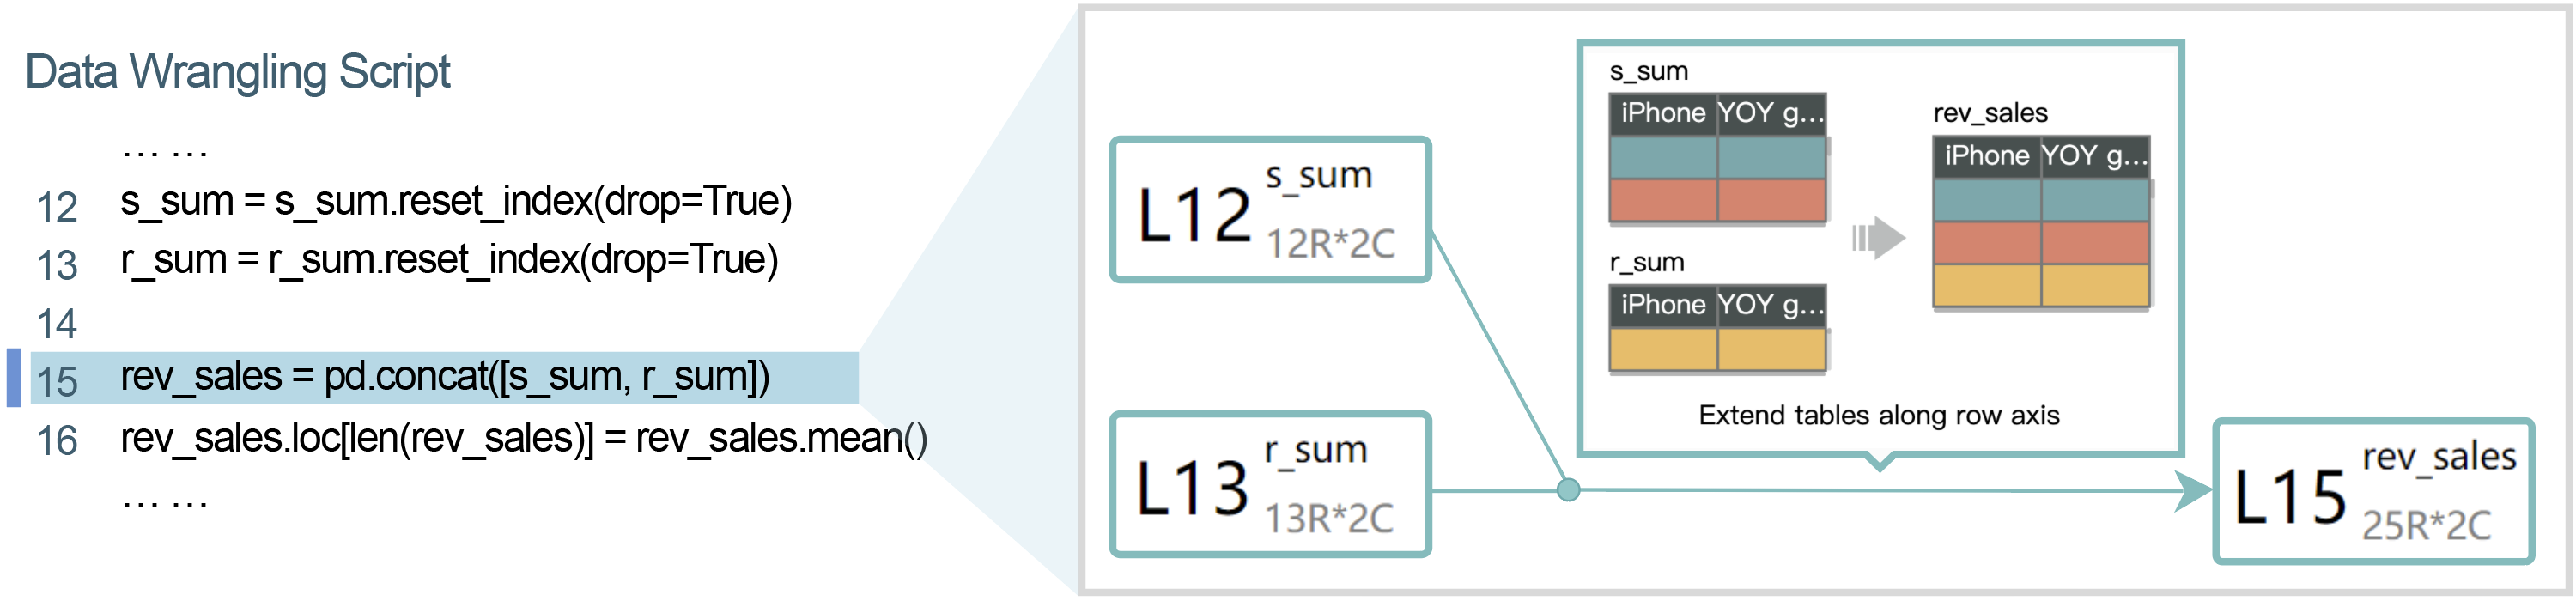 Data Wrangling Script
... ...
12 s_sum = s_sum.reset_index(drop=True)
13 r_sum = r_sum.reset_index(drop=True)
14
15 rev_sales = pd.concat([s_sum, r_sum])
16 rev_sales.loc[len(rev_sales)] = rev_sales.mean()
... ...
L12 s_sum
12R*2C
L13 r_sum
13R*2C
s_sum
iPhone YOY g...
r_sum
iPhone YOY g...
rev_sales
iPhone YOY g...
Extend tables along row axis
L15 rev_sales
25R*2C